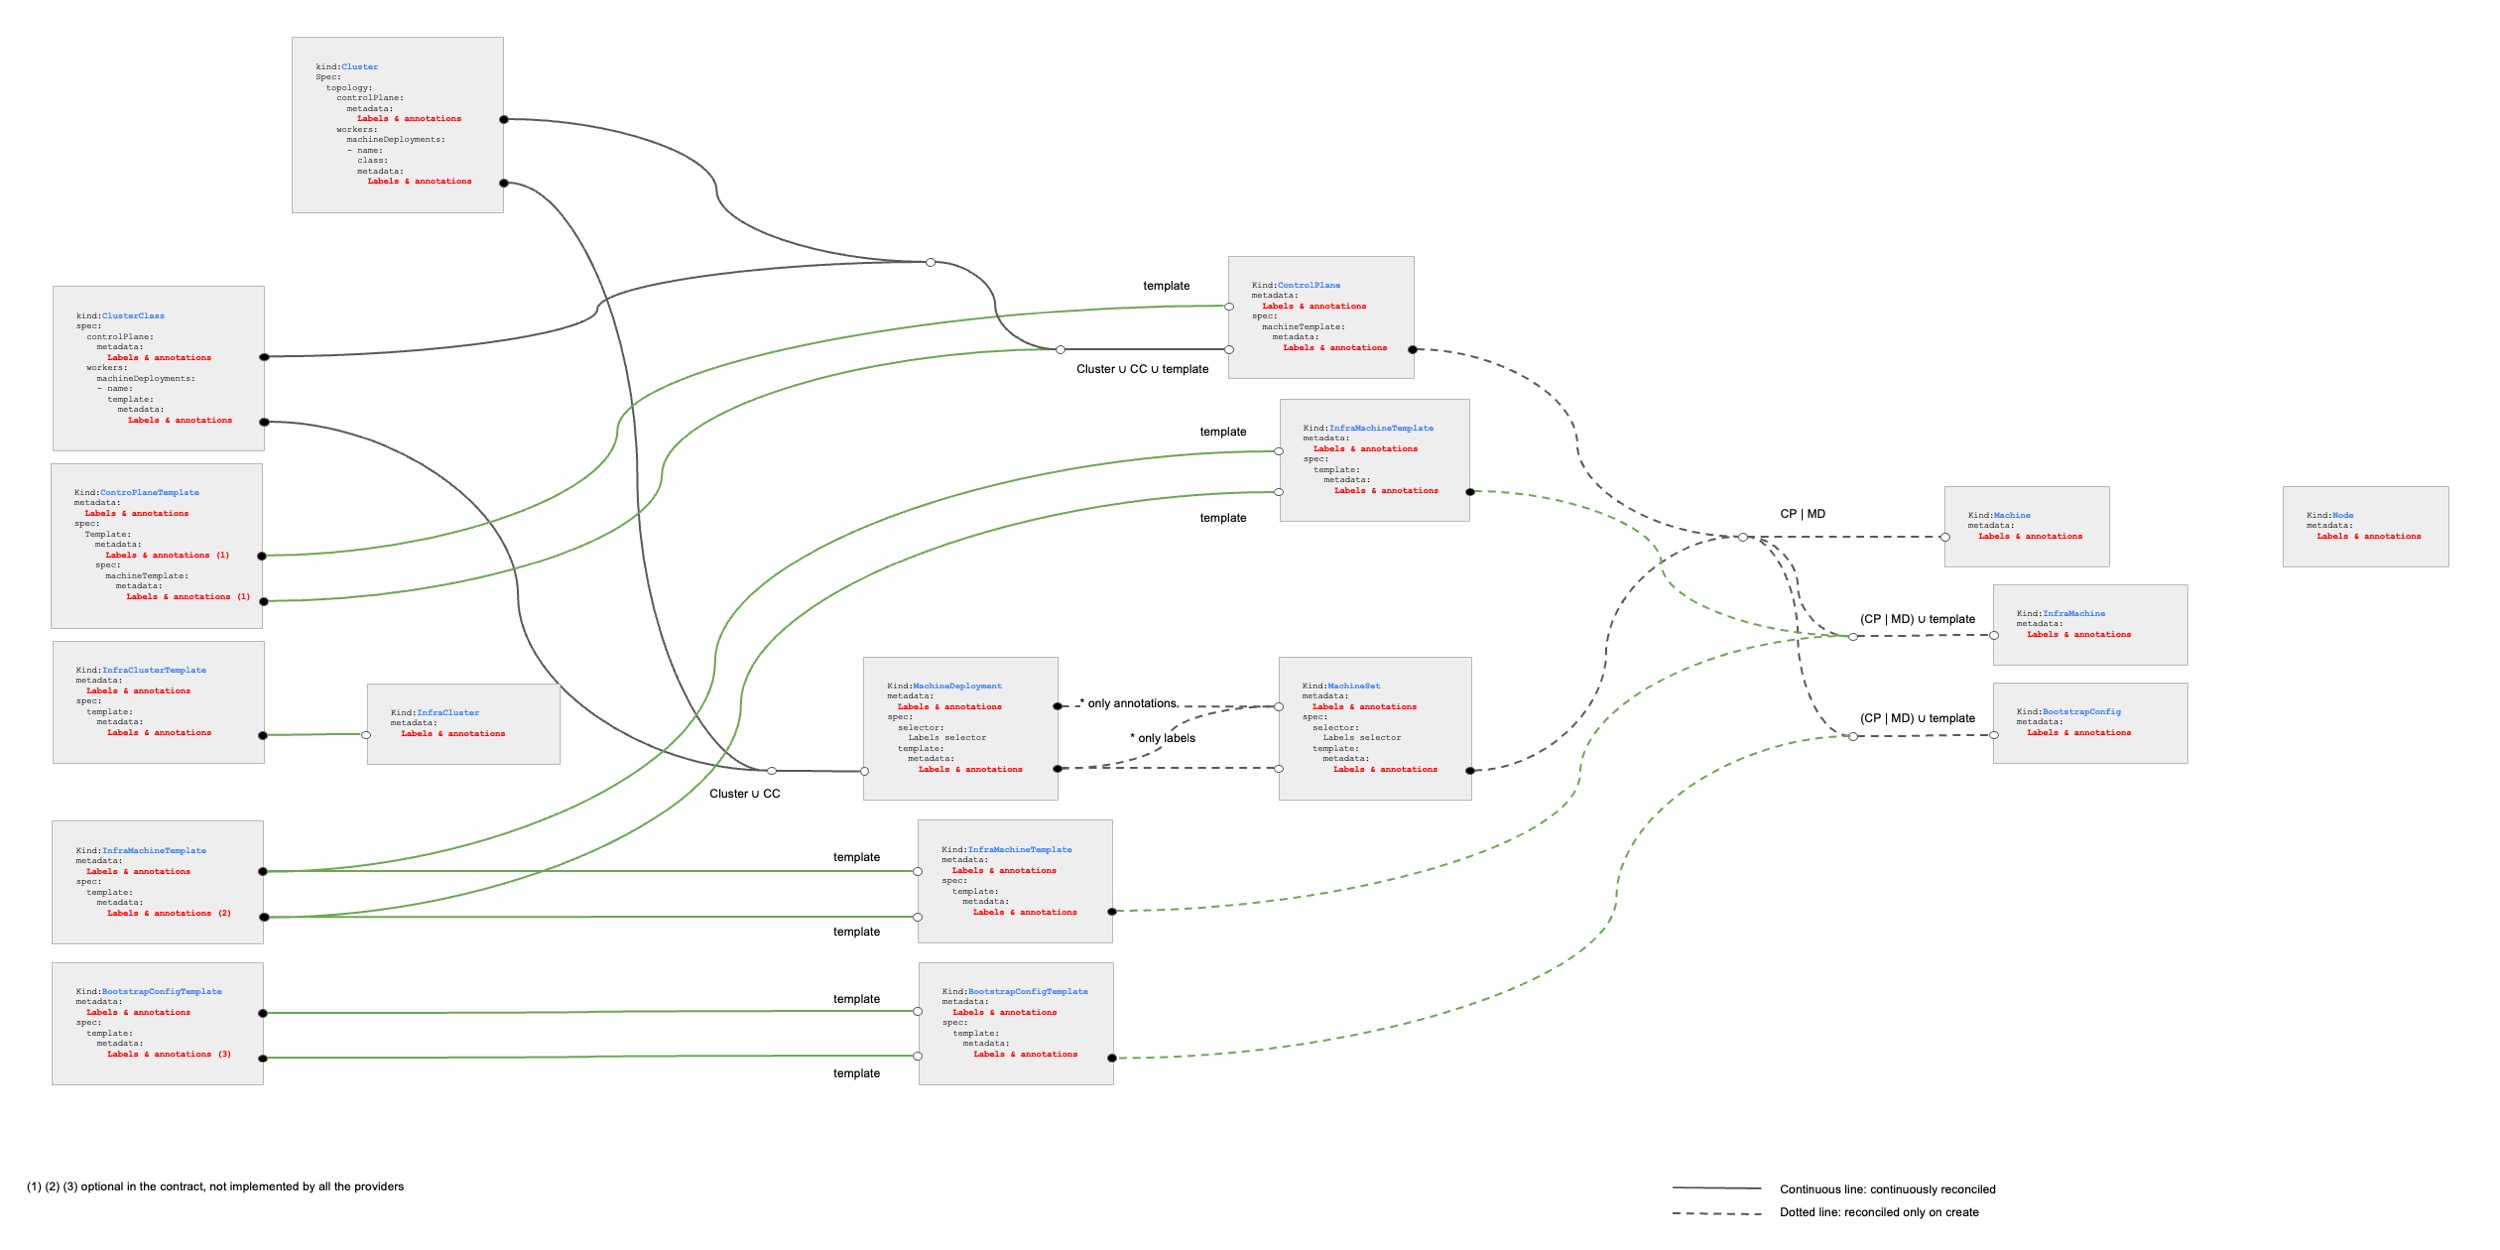 kind:Cluster
Spec:
topology:
controlPlane:
metadata:
Labels & annotations
workers:
machineDeployments:
- name:
class:
metadata:
Labels & annotations
kind:ClusterClass
spec:
controlPlane:
metadata:
Labels & annotations
workers:
machineDeployments:
- name:
template:
metadata:
Labels & annotations
Kind:ControPlaneTemplate
metadata:
Labels & annotations
spec:
Template:
metadata:
Labels & annotations (1)
spec:
machineTemplate:
metadata:
Labels & annotations (1)
Kind:InfraClusterTemplate
metadata:
Labels & annotations
spec:
template:
metadata:
Labels & annotations
Kind:InfraCluster
metadata:
Labels & annotations
Kind:InfraMachineTemplate
metadata:
Labels & annotations
spec:
template:
metadata:
Labels & annotations (2)
Kind:BootstrapConfigTemplate
metadata:
Labels & annotations
spec:
template:
metadata:
Labels & annotations (3)
template
Cluster ∪ CC ∪ template
Kind:ControlPlane
metadata:
Labels & annotations
spec:
machineTemplate:
metadata:
Labels & annotations
template
template
Kind:InfraMachineTemplate
metadata:
Labels & annotations
spec:
template:
metadata:
Labels & annotations
Cluster ∪ CC
Kind:MachineDeployment
metadata:
Labels & annotations
spec:
selector:
Labels selector
template:
metadata:
Labels & annotations
* only annotations
* only labels
Kind:MachineSet
metadata:
Labels & annotations
spec:
selector:
Labels selector
template:
metadata:
Labels & annotations
template
template
Kind:InfraMachineTemplate
metadata:
Labels & annotations
spec:
template:
metadata:
Labels & annotations
template
template
Kind:BootstrapConfigTemplate
metadata:
Labels & annotations
spec:
template:
metadata:
Labels & annotations
CP | MD
Kind:Machine
metadata:
Labels & annotations
Kind:Node
metadata:
Labels & annotations
(CP | MD) ∪ template
Kind:InfraMachine
metadata:
Labels & annotations
(CP | MD) ∪ template
Kind:BootstrapConfig
metadata:
Labels & annotations
(1) (2) (3) optional in the contract, not implemented by all the providers
Continuous line: continuously reconciled
Dotted line: reconciled only on create